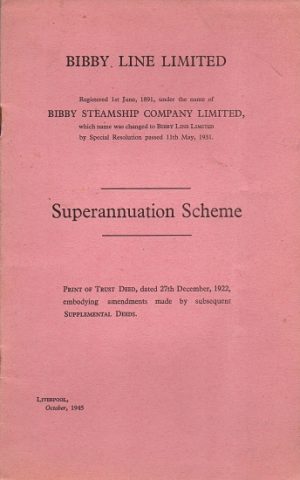 BIBBY LINE LIMITED
Registered 1st June, 1891, under the name of
BIBBY STEAMSHIP COMPANY LIMITED,
which name was changed to Bibby Line Limited
by Special Resolution passed 11th May, 1931.
Superannuation Scheme
Print of Trust Deed, dated 27th December, 1922,
embodying amendments made by subsequent
Supplemental Deeds.
Liverpool,
October, 1945